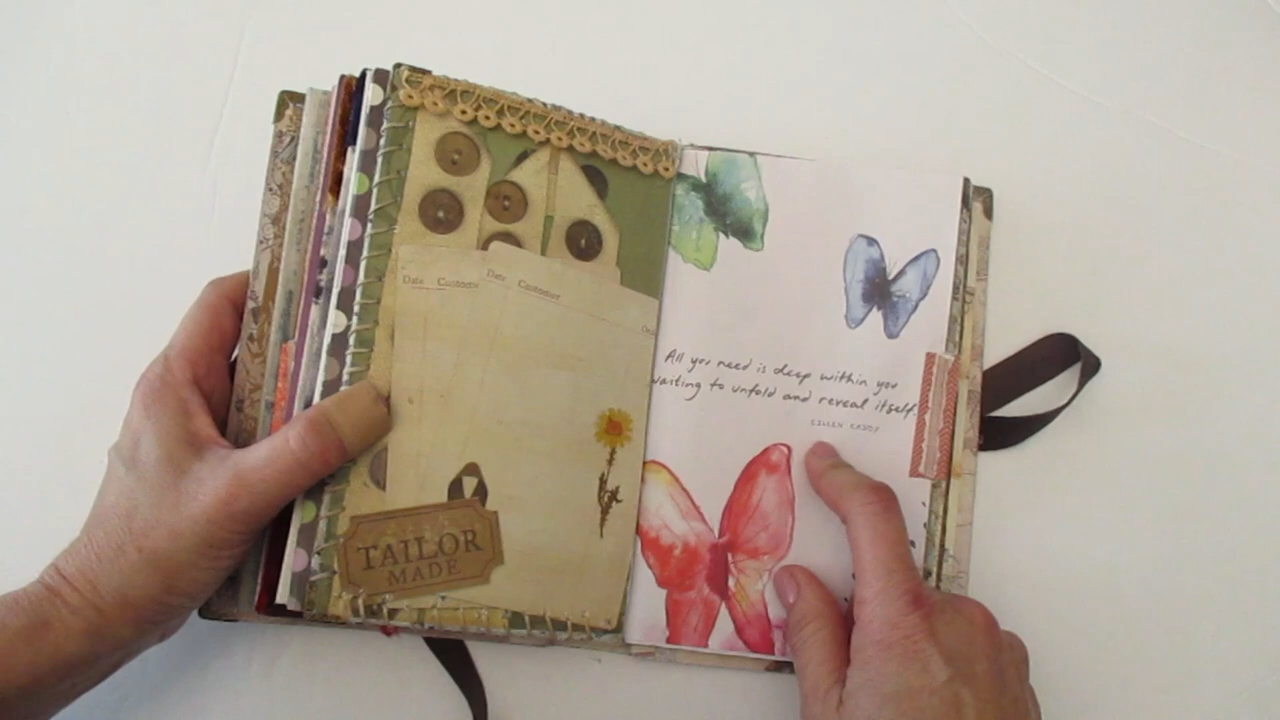 Date Custome
Date Customer
TAILOR
MADE
All you need is deep within you
waiting to unfold and reveal itself.
EILEEN CADDY